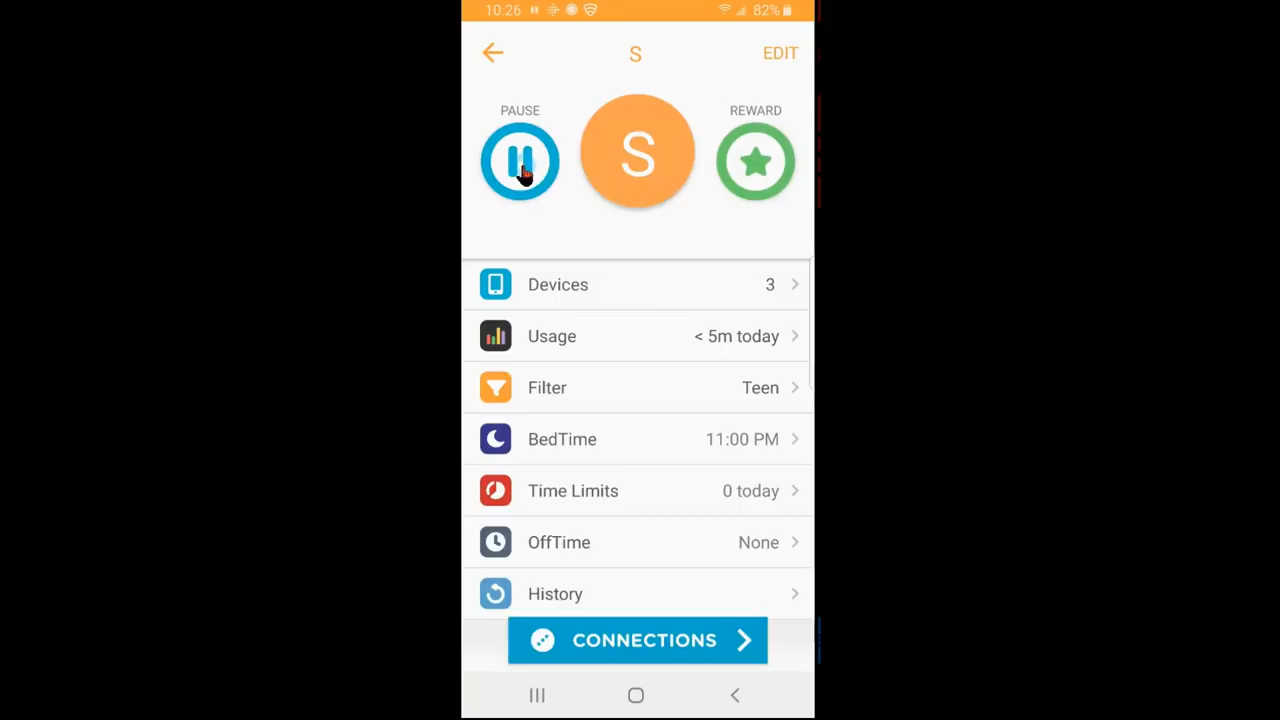 10:26 82%
S EDIT
PAUSE REWARD
S
Devices 3
Usage < 5m today
Filter Teen
BedTime 11:00 PM
Time Limits 0 today
OffTime None
History
CONNECTIONS